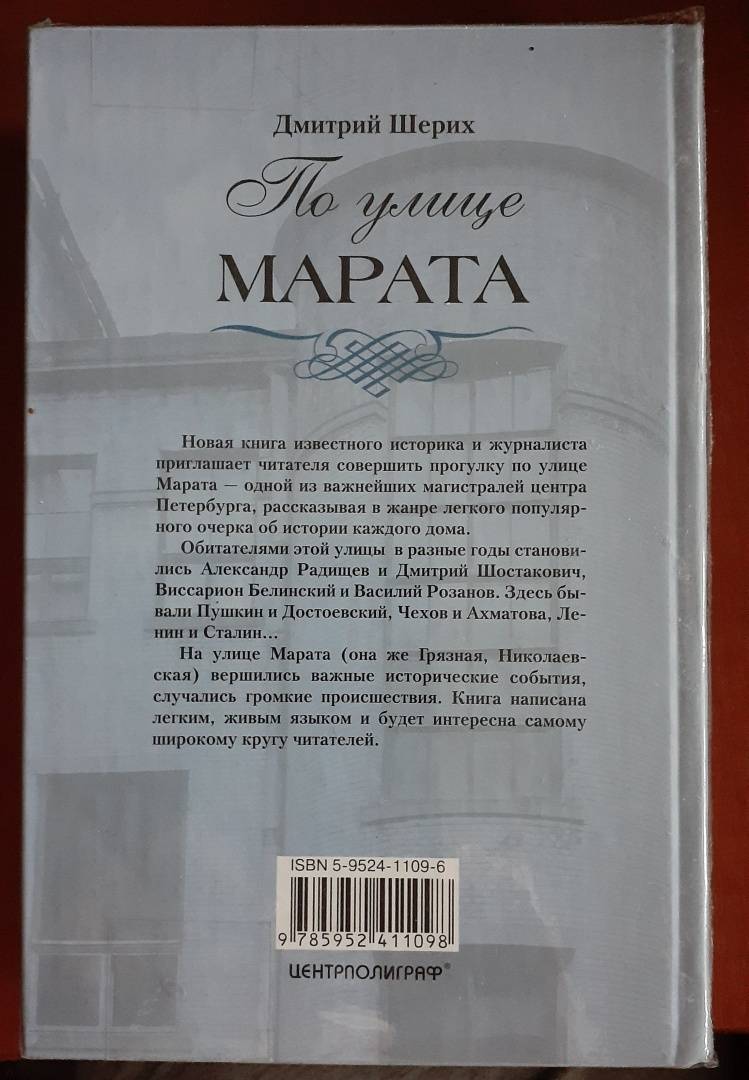 Дмитрий Шерих
По улице
МАРАТА
Новая книга известного историка и журналиста
приглашает читателя совершить прогулку по улице
Марата — одной из важнейших магистралей центра
Петербурга, рассказывая в жанре легкого популяр-
ного очерка об истории каждого дома.
Обитателями этой улицы в разные годы станови-
лись Александр Радищев и Дмитрий Шостакович,
Виссарион Белинский и Василий Розанов. Здесь бы-
вали Пушкин и Достоевский, Чехов и Ахматова, Ле-
нин и Сталин...
На улице Марата (она же Грязная, Николаев-
ская) вершились важные исторические события,
случались громкие происшествия. Книга написана
легким, живым языком и будет интересна самому
широкому кругу читателей.
ISBN 5-9524-1109-6
9 785952 411098
ЦЕНТРПОЛИГРАФ®